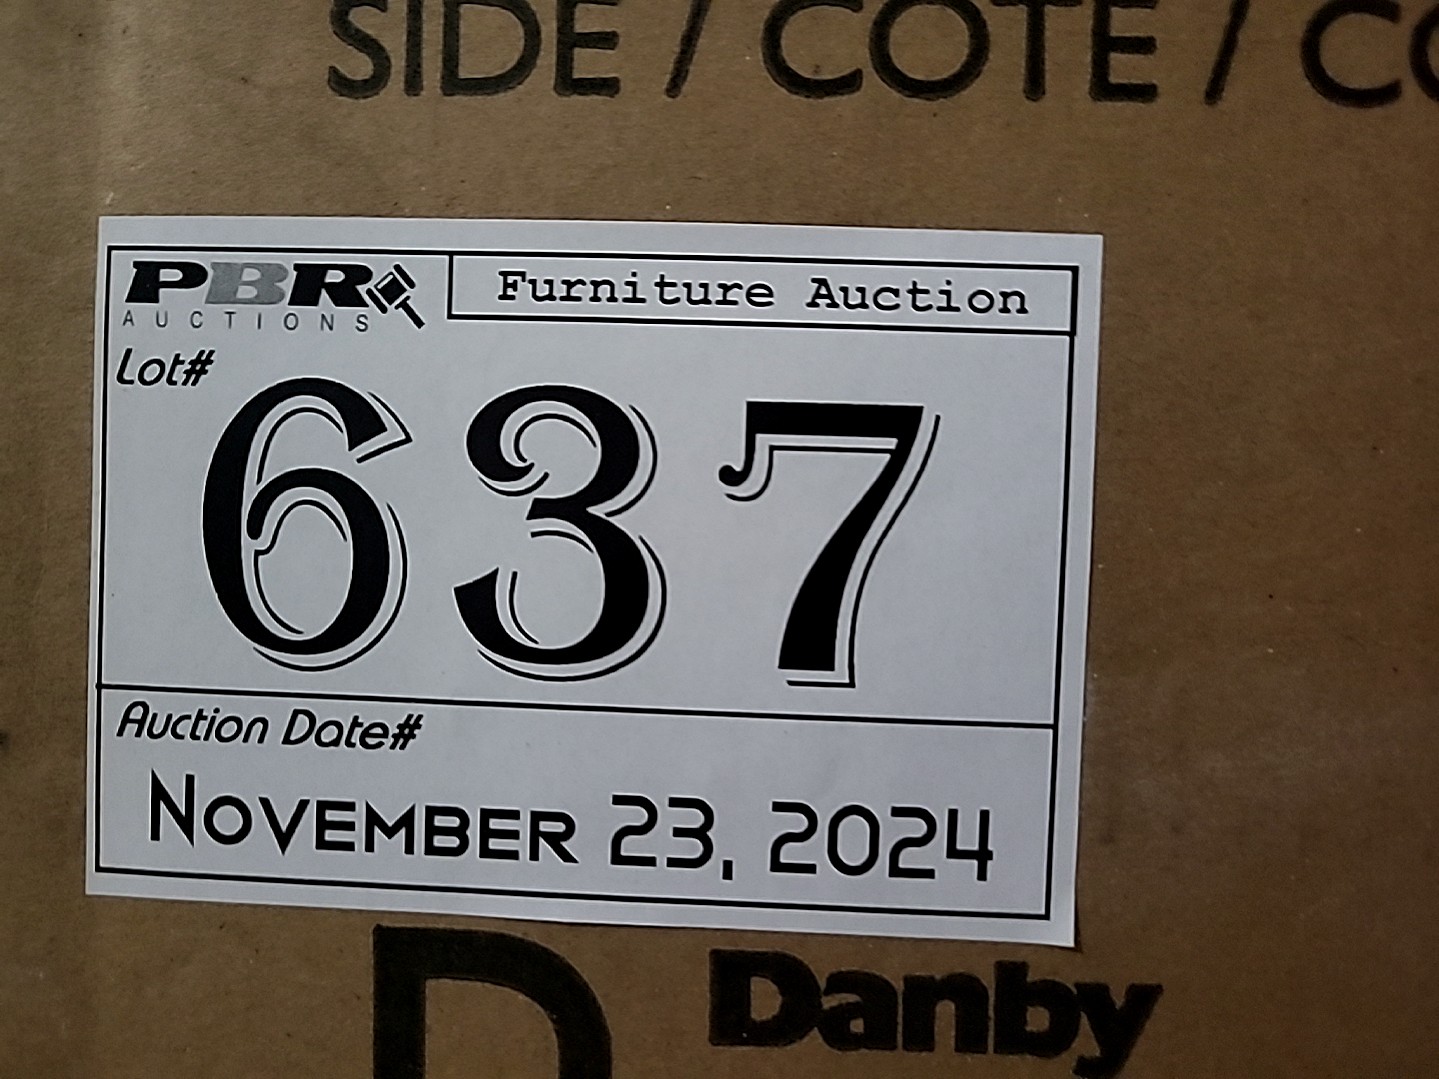 SIDE / COTE /
PBR
AUCTIONS
Furniture Auction
Lot#
637
Auction Date#
November 23, 2024
D
Danby